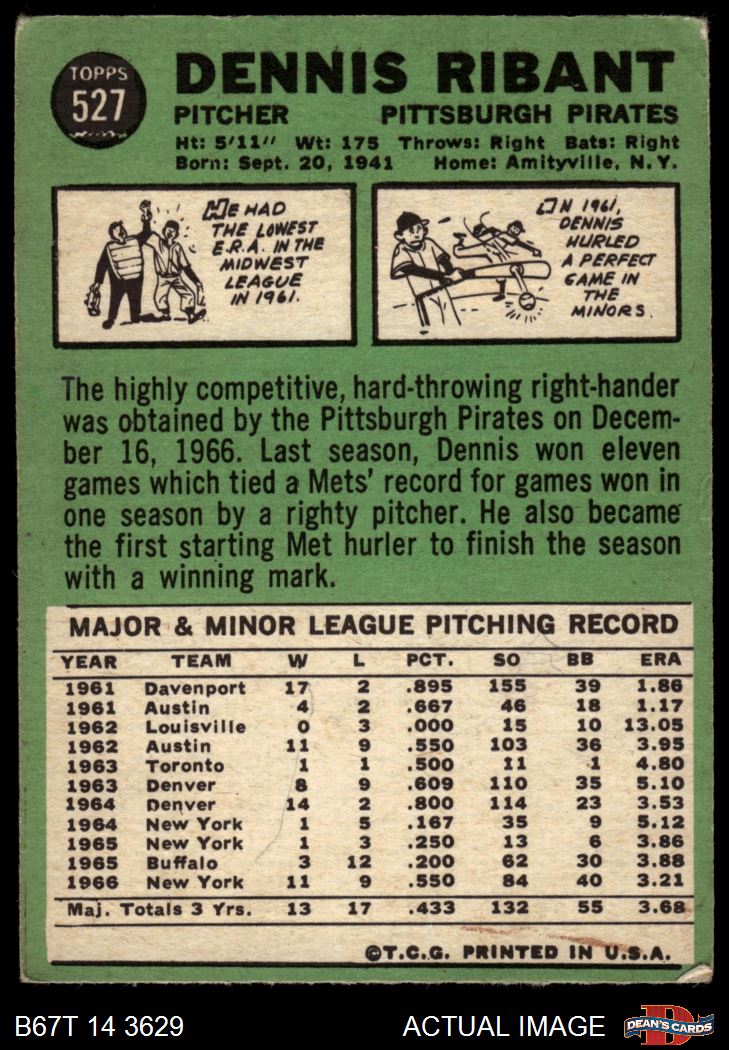 TOPPS
527
DENNIS RIBANT
PITCHER PITTSBURGH PIRATES
Ht: 5'11" Wt: 175 Throws: Right Bats: Right
Born: Sept. 20, 1941 Home: Amityville, N.Y.
HE HAD
THE LOWEST
E.R.A. IN THE
MIDWEST
LEAGUE
IN 1961.
IN 1961,
DENNIS
HURLED
A PERFECT
GAME IN
THE
MINORS.
The highly competitive, hard-throwing right-hander
was obtained by the Pittsburgh Pirates on Decem-
ber 16, 1966. Last season, Dennis won eleven
games which tied a Mets' record for games won in
one season by a righty pitcher. He also became
the first starting Met hurler to finish the season
with a winning mark.
MAJOR & MINOR LEAGUE PITCHING RECORD
YEAR TEAM W L PCT. SO BB ERA
1961 Davenport 17 2 .895 155 39 1.86
1961 Austin 4 2 .667 46 18 1.17
1962 Louisville 0 3 .000 15 10 13.05
1962 Austin 11 9 .550 103 36 3.95
1963 Toronto 1 1 .500 11 1 4.80
1963 Denver 8 9 .609 110 35 5.10
1964 Denver 14 2 .800 114 23 3.53
1964 New York 1 5 .167 35 9 5.12
1965 New York 1 3 .250 13 6 3.86
1965 Buffalo 3 12 .200 62 30 3.88
1966 New York 11 9 .550 84 40 3.21
Maj. Totals 3 Yrs. 13 17 .433 132 55 3.68
©T.C.G. PRINTED IN U.S.A.
B67T 14 3629 ACTUAL IMAGE D DEAN'S CARDS